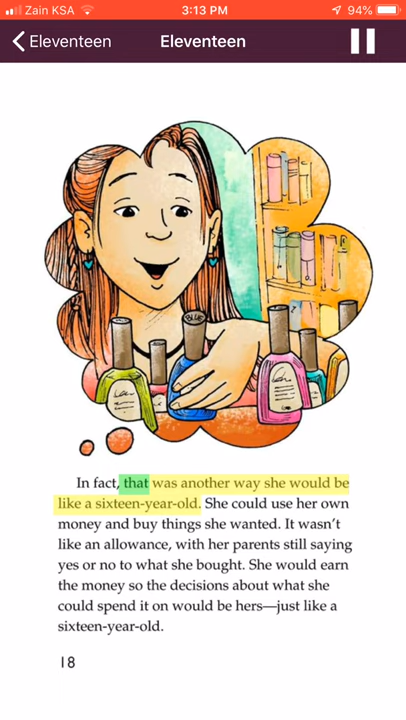 Zain KSA
3:13 PM
94%
Eleventeen
Eleventeen
BLUE
In fact, that was another way she would be
like a sixteen-year-old. She could use her own
money and buy things she wanted. It wasn’t
like an allowance, with her parents still saying
yes or no to what she bought. She would earn
the money so the decisions about what she
could spend it on would be hers—just like a
sixteen-year-old.
18